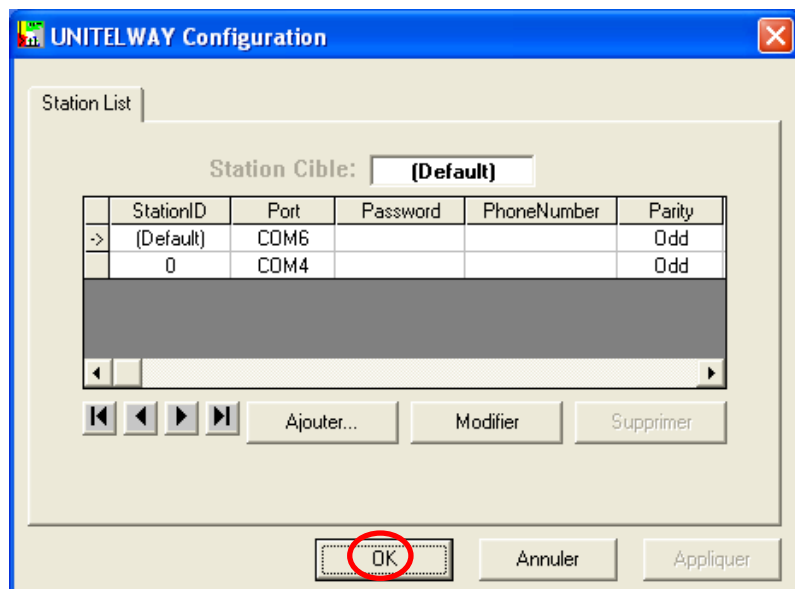 UNITELWAY Configuration
Station List
Station Cible: (Default)
StationID Port Password PhoneNumber Parity
-> (Default) COM6 Odd
0 COM4 Odd
Ajouter... Modifier Supprimer
OK Annuler Appliquer